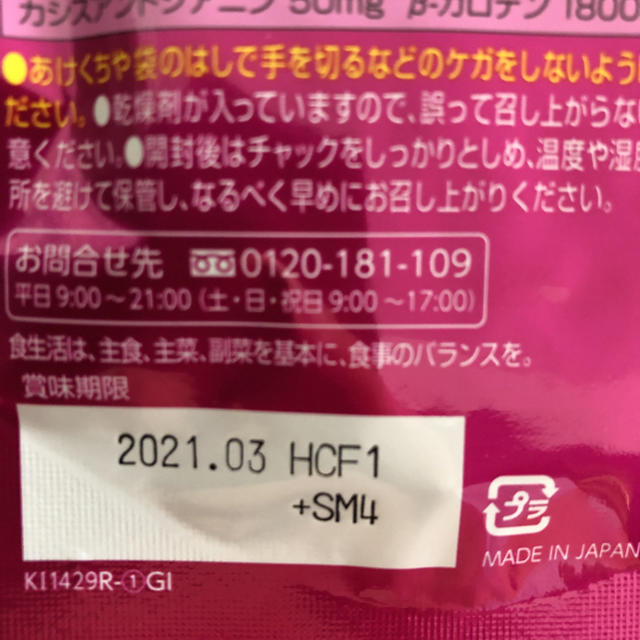 カシスアントシアニン 50mg β-カロテン 1800
●あけくちや袋のはしで手を切るなどのケガをしないよう
ださい。●乾燥剤が入っていますので、誤って召し上がらな
意ください。●開封後はチャックをしっかりとしめ、温度や湿度
所を避けて保管し、なるべく早めにお召し上がりください。
お問合せ先 0120-181-109
平日9:00～21:00（土・日・祝日9:00～17:00）
食生活は、主食、主菜、副菜を基本に、食事のバランスを。
賞味期限
2021.03 HCF1
+SM4
プラ
MADE IN JAPAN
KI1429R-①GI